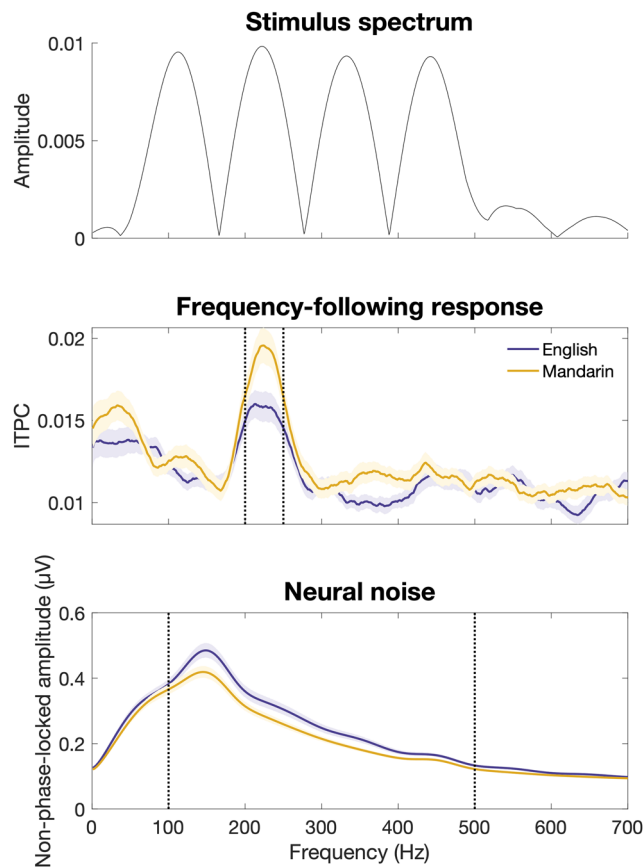 Stimulus spectrum
0.01
0.005
0
Amplitude
Frequency-following response
0.02
0.015
0.01
ITPC
English
Mandarin
Neural noise
0.6
0.4
0.2
0
Non-phase-locked amplitude (µV)
0 100 200 300 400 500 600 700
Frequency (Hz)